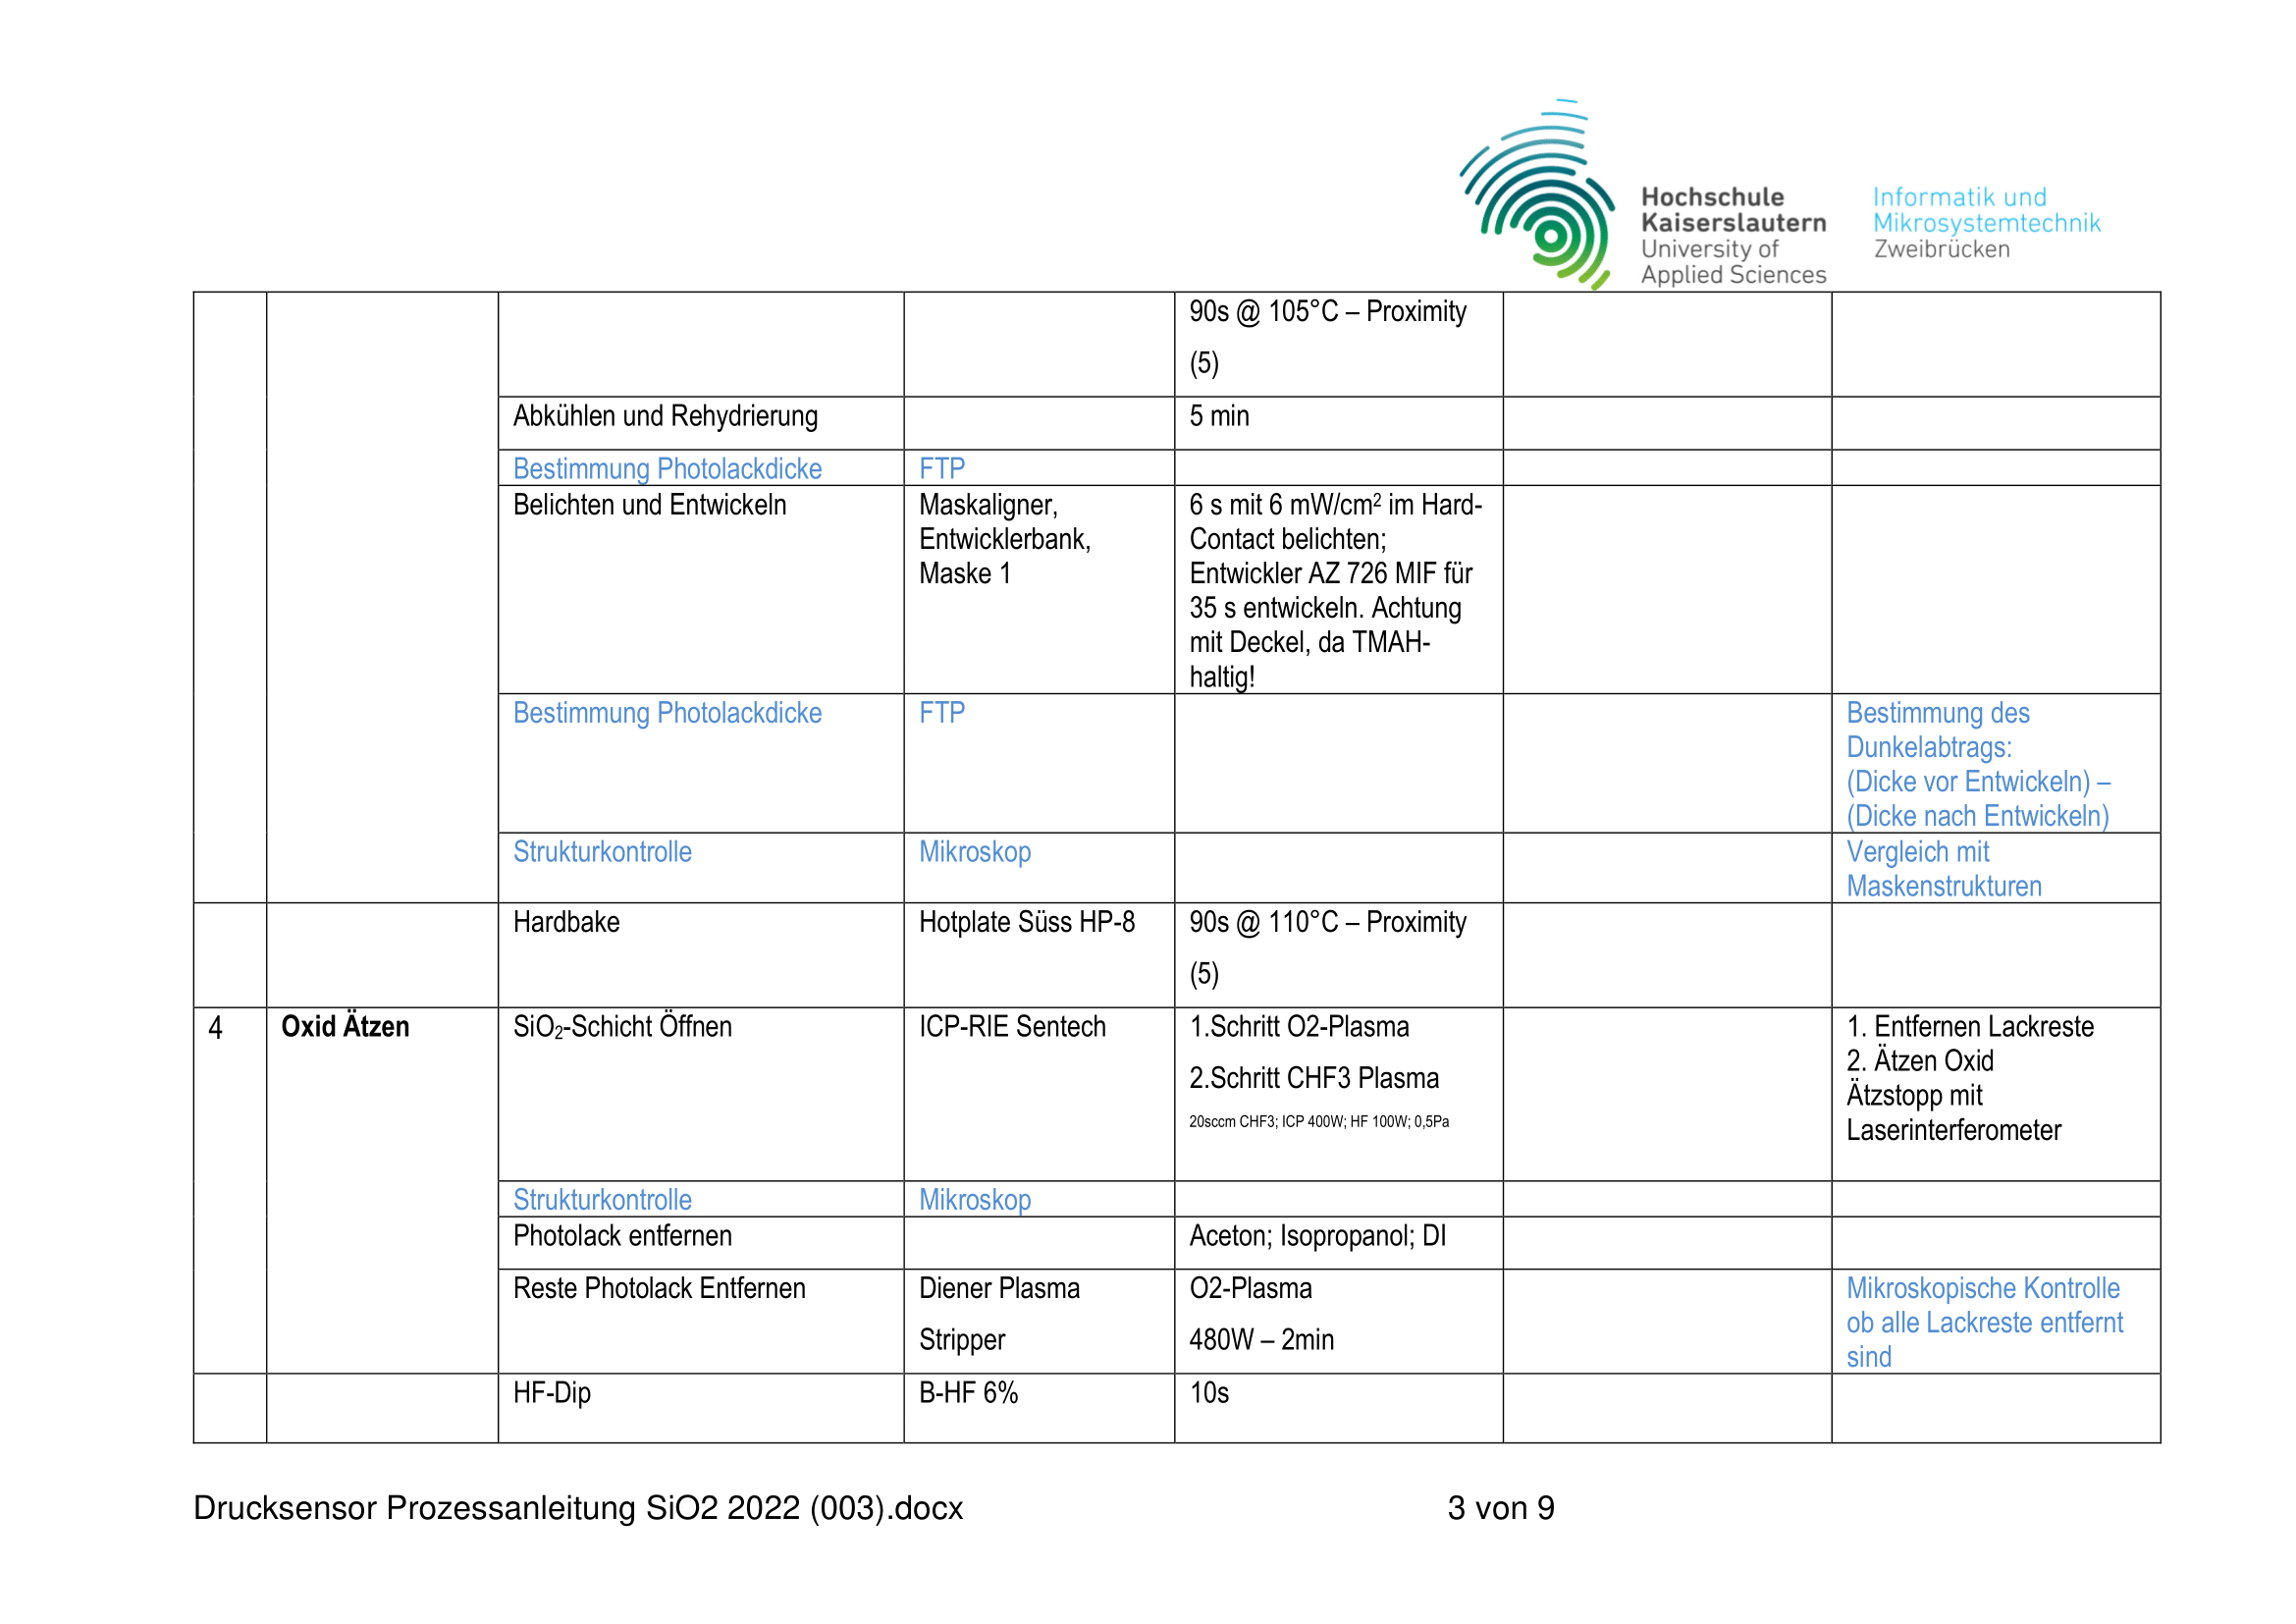 Hochschule
Kaiserslautern
University of
Applied Sciences
Informatik und
Mikrosystemtechnik
Zweibrücken
90s @ 105°C – Proximity
(5)
Abkühlen und Rehydrierung
5 min
Bestimmung Photolackdicke
FTP
Belichten und Entwickeln
Maskaligner,
Entwicklerbank,
Maske 1
6 s mit 6 mW/cm² im Hard-
Contact belichten;
Entwickler AZ 726 MIF für
35 s entwickeln. Achtung
mit Deckel, da TMAH-
haltig!
Bestimmung Photolackdicke
FTP
Bestimmung des
Dunkelabtrags:
(Dicke vor Entwickeln) –
(Dicke nach Entwickeln)
Strukturkontrolle
Mikroskop
Vergleich mit
Maskenstrukturen
Hardbake
Hotplate Süss HP-8
90s @ 110°C – Proximity
(5)
4
Oxid Ätzen
SiO₂-Schicht Öffnen
ICP-RIE Sentech
1.Schritt O2-Plasma
2.Schritt CHF3 Plasma
20sccm CHF3; ICP 400W; HF 100W; 0,5Pa
1. Entfernen Lackreste
2. Ätzen Oxid
Ätzstopp mit
Laserinterferometer
Strukturkontrolle
Mikroskop
Photolack entfernen
Aceton; Isopropanol; DI
Reste Photolack Entfernen
Diener Plasma
Stripper
O2-Plasma
480W – 2min
Mikroskopische Kontrolle
ob alle Lackreste entfernt
sind
HF-Dip
B-HF 6%
10s
Drucksensor Prozessanleitung SiO2 2022 (003).docx
3 von 9